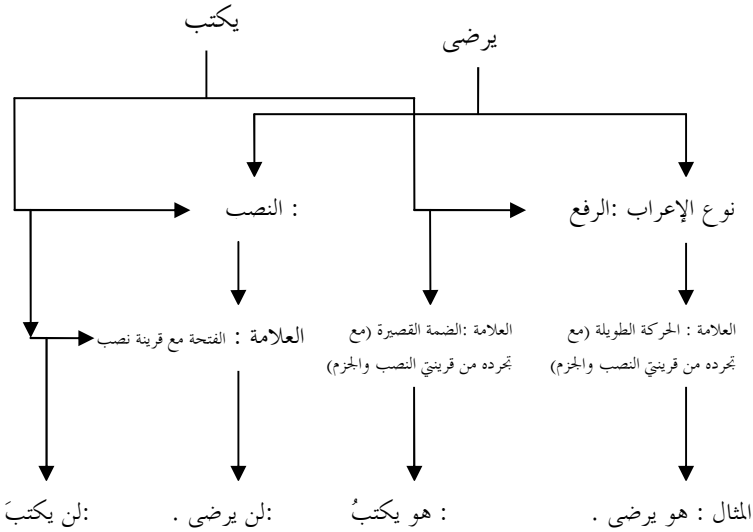 يكتب
يرضى
نوع الإعراب :الرفع
: النصب
العلامة : الحركة الطويلة (مع
تجرده من قرينتي النصب والجزم)
العلامة :الضمة القصيرة (مع
تجرده من قرينتي النصب والجزم)
العلامة : الفتحة مع قرينة نصب
المثال : هو يرضى .
: هو يكتبُ
:لن يرضى .
:لن يكتبَ